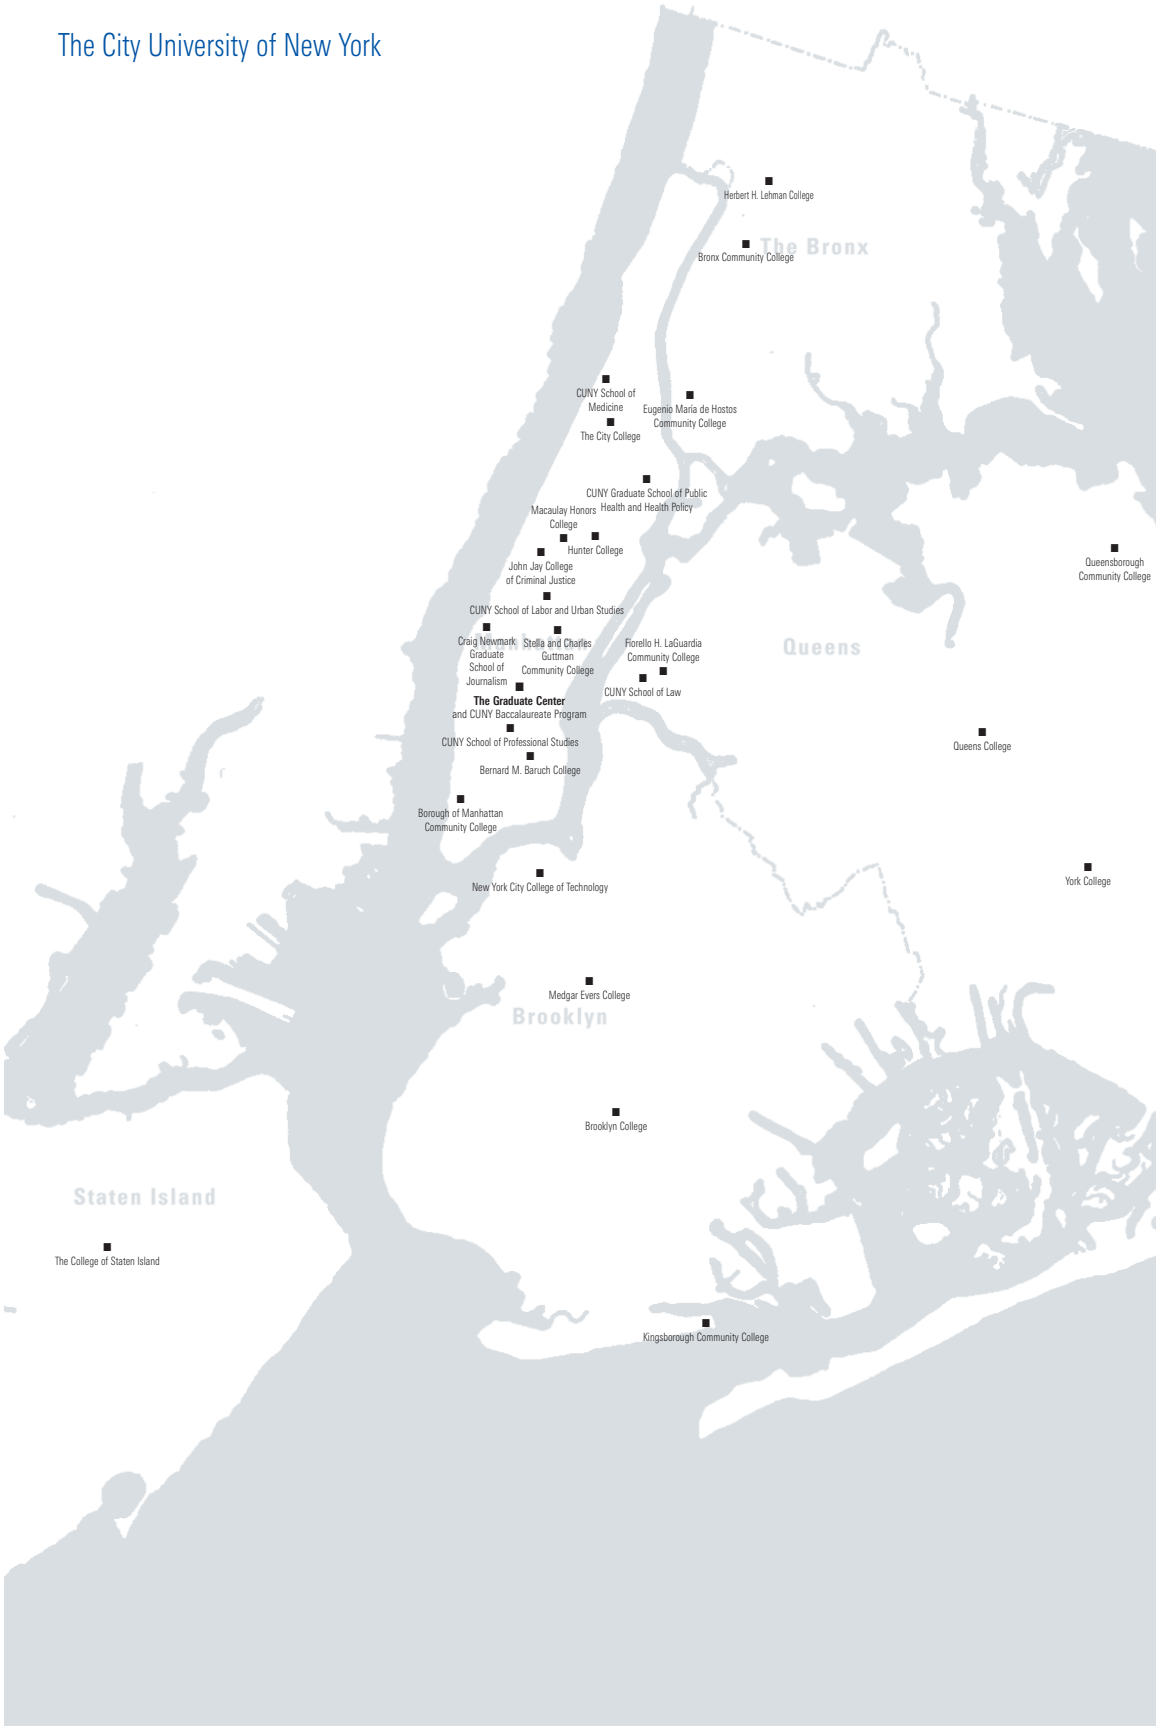 The City University of New York
Herbert H. Lehman College
The Bronx
Bronx Community College
CUNY School of
Medicine
Eugenio María de Hostos
Community College
The City College
CUNY Graduate School of Public
Health and Health Policy
Macaulay Honors
College
Hunter College
John Jay College
of Criminal Justice
Queensborough
Community College
CUNY School of Labor and Urban Studies
Manhattan
Craig Newmark
Graduate
School of
Journalism
Stella and Charles
Guttman
Community College
Fiorello H. LaGuardia
Community College
Queens
CUNY School of Law
The Graduate Center
and CUNY Baccalaureate Program
CUNY School of Professional Studies
Queens College
Bernard M. Baruch College
Borough of Manhattan
Community College
New York City College of Technology
York College
Medgar Evers College
Brooklyn
Brooklyn College
Staten Island
The College of Staten Island
Kingsborough Community College